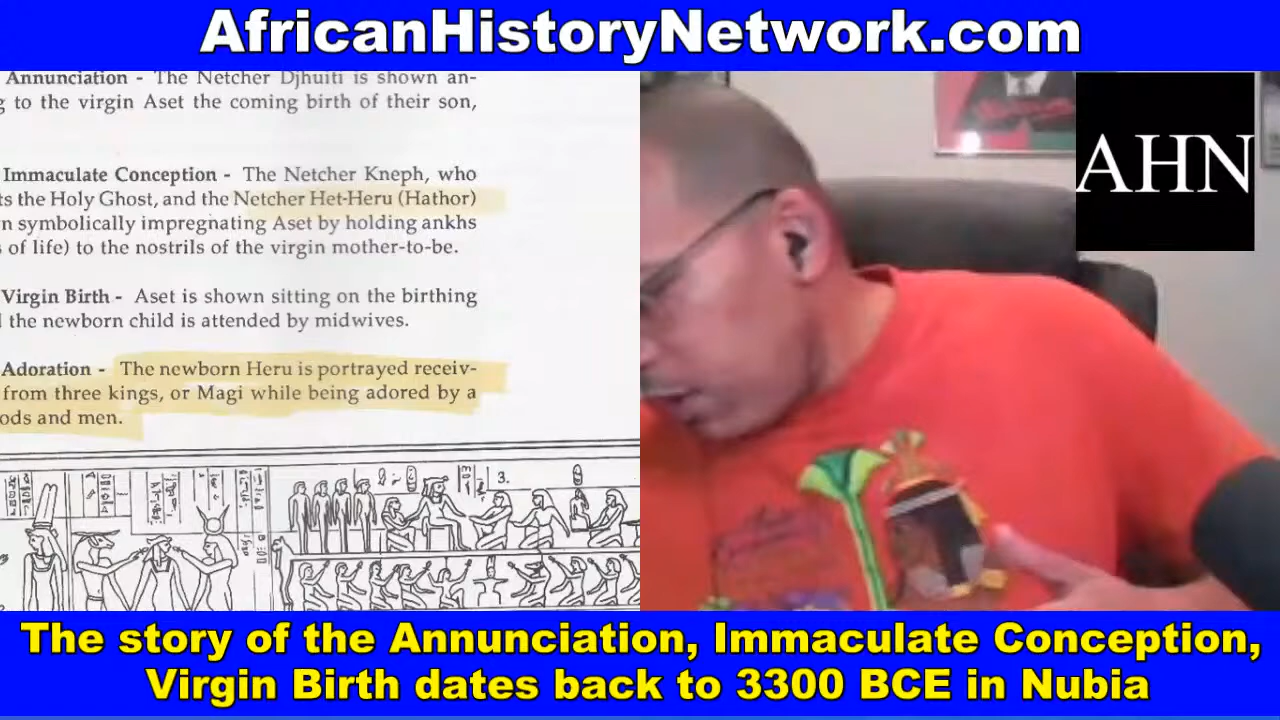 AfricanHistoryNetwork.com
Annunciation - The Netcher Djhuiti is shown an-
g to the virgin Aset the coming birth of their son,
Immaculate Conception - The Netcher Kneph, who
ts the Holy Ghost, and the Netcher Het-Heru (Hathor)
n symbolically impregnating Aset by holding ankhs
s of life) to the nostrils of the virgin mother-to-be.
Virgin Birth - Aset is shown sitting on the birthing
d the newborn child is attended by midwives.
Adoration - The newborn Heru is portrayed receiv-
from three kings, or Magi while being adored by a
ods and men.
3.
AHN
The story of the Annunciation, Immaculate Conception,
Virgin Birth dates back to 3300 BCE in Nubia